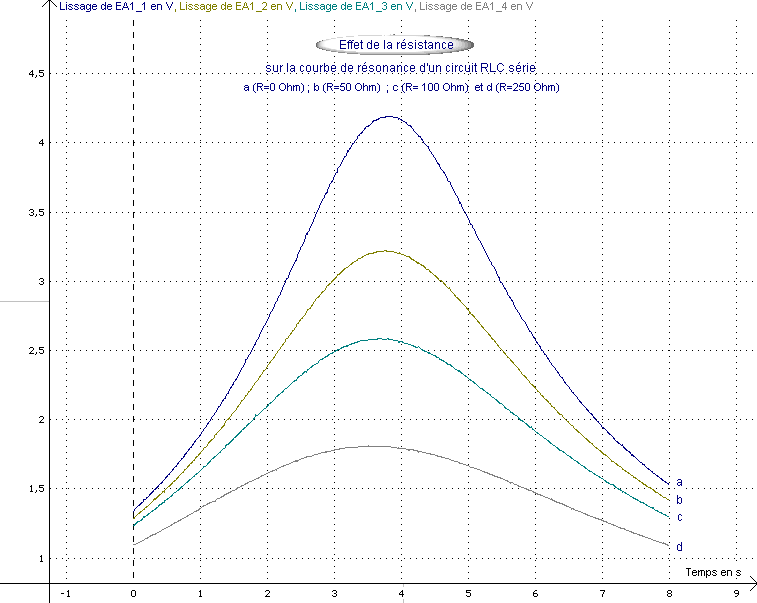 Lissage de EA1_1 en V, Lissage de EA1_2 en V, Lissage de EA1_3 en V, Lissage de EA1_4 en V
Effet de la résistance
sur la courbe de résonance d'un circuit RLC série
a (R=0 Ohm) ; b (R=50 Ohm) ; c (R= 100 Ohm) et d (R=250 Ohm)
4,5
4
3,5
3
2,5
2
1,5
1
a
b
c
d
Temps en s
-1 0 1 2 3 4 5 6 7 8 9